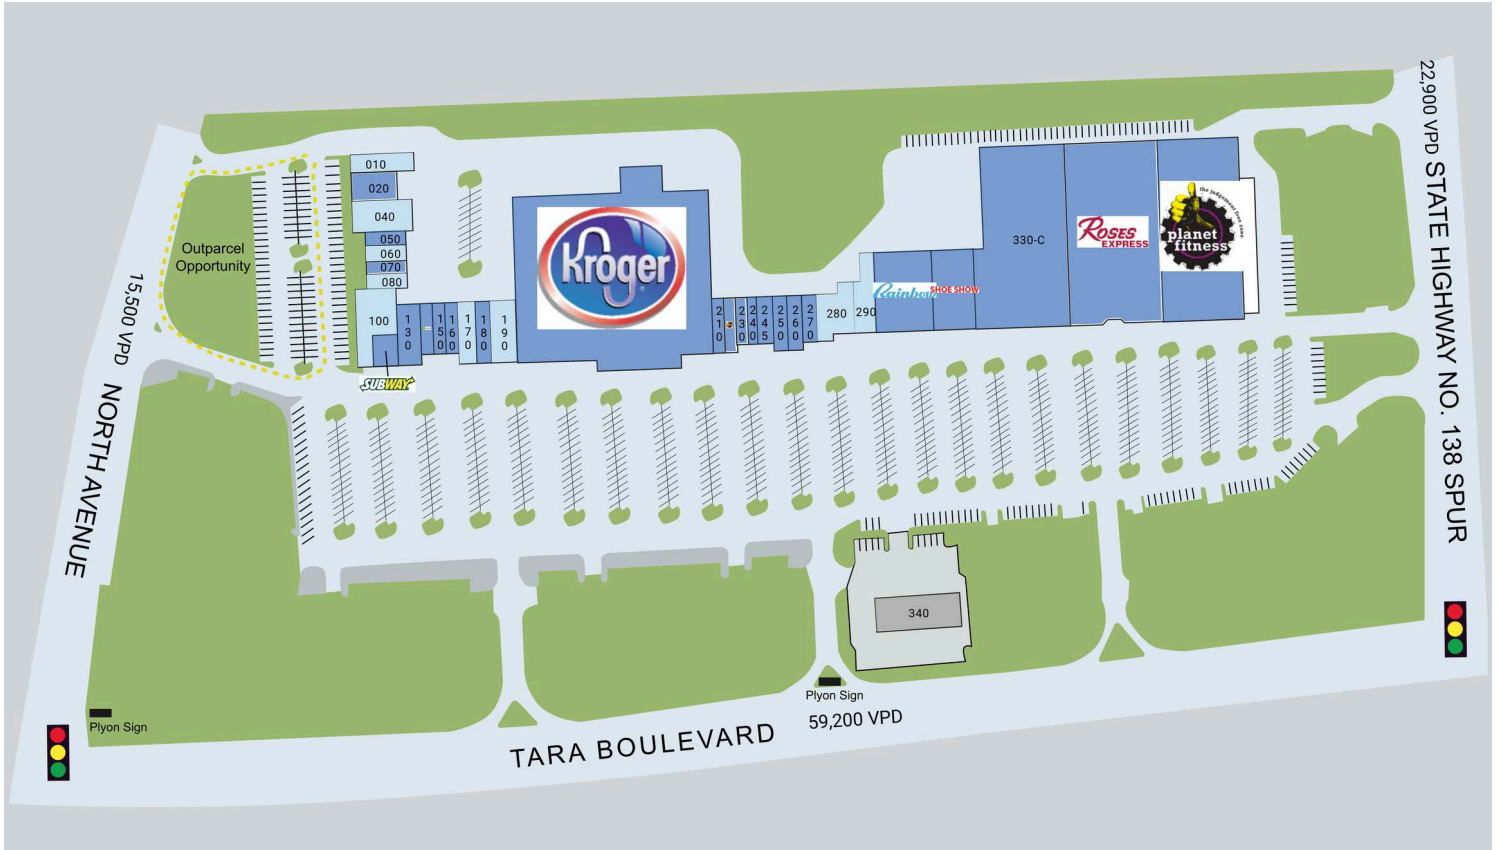 22,900 VPD STATE HIGHWAY NO. 138 SPUR
15,500 VPD NORTH AVENUE
Outparcel
Opportunity
010
020
040
050
060
070
080
100
130
150
160
170
180
190
SUBWAY
Kroger
210
230
240
245
250
260
270
280
290
Rainbow
SHOE SHOW
330-C
ROSES
EXPRESS
the judgement free zone
planet
fitness
340
Plyon Sign
Plyon Sign
TARA BOULEVARD
59,200 VPD